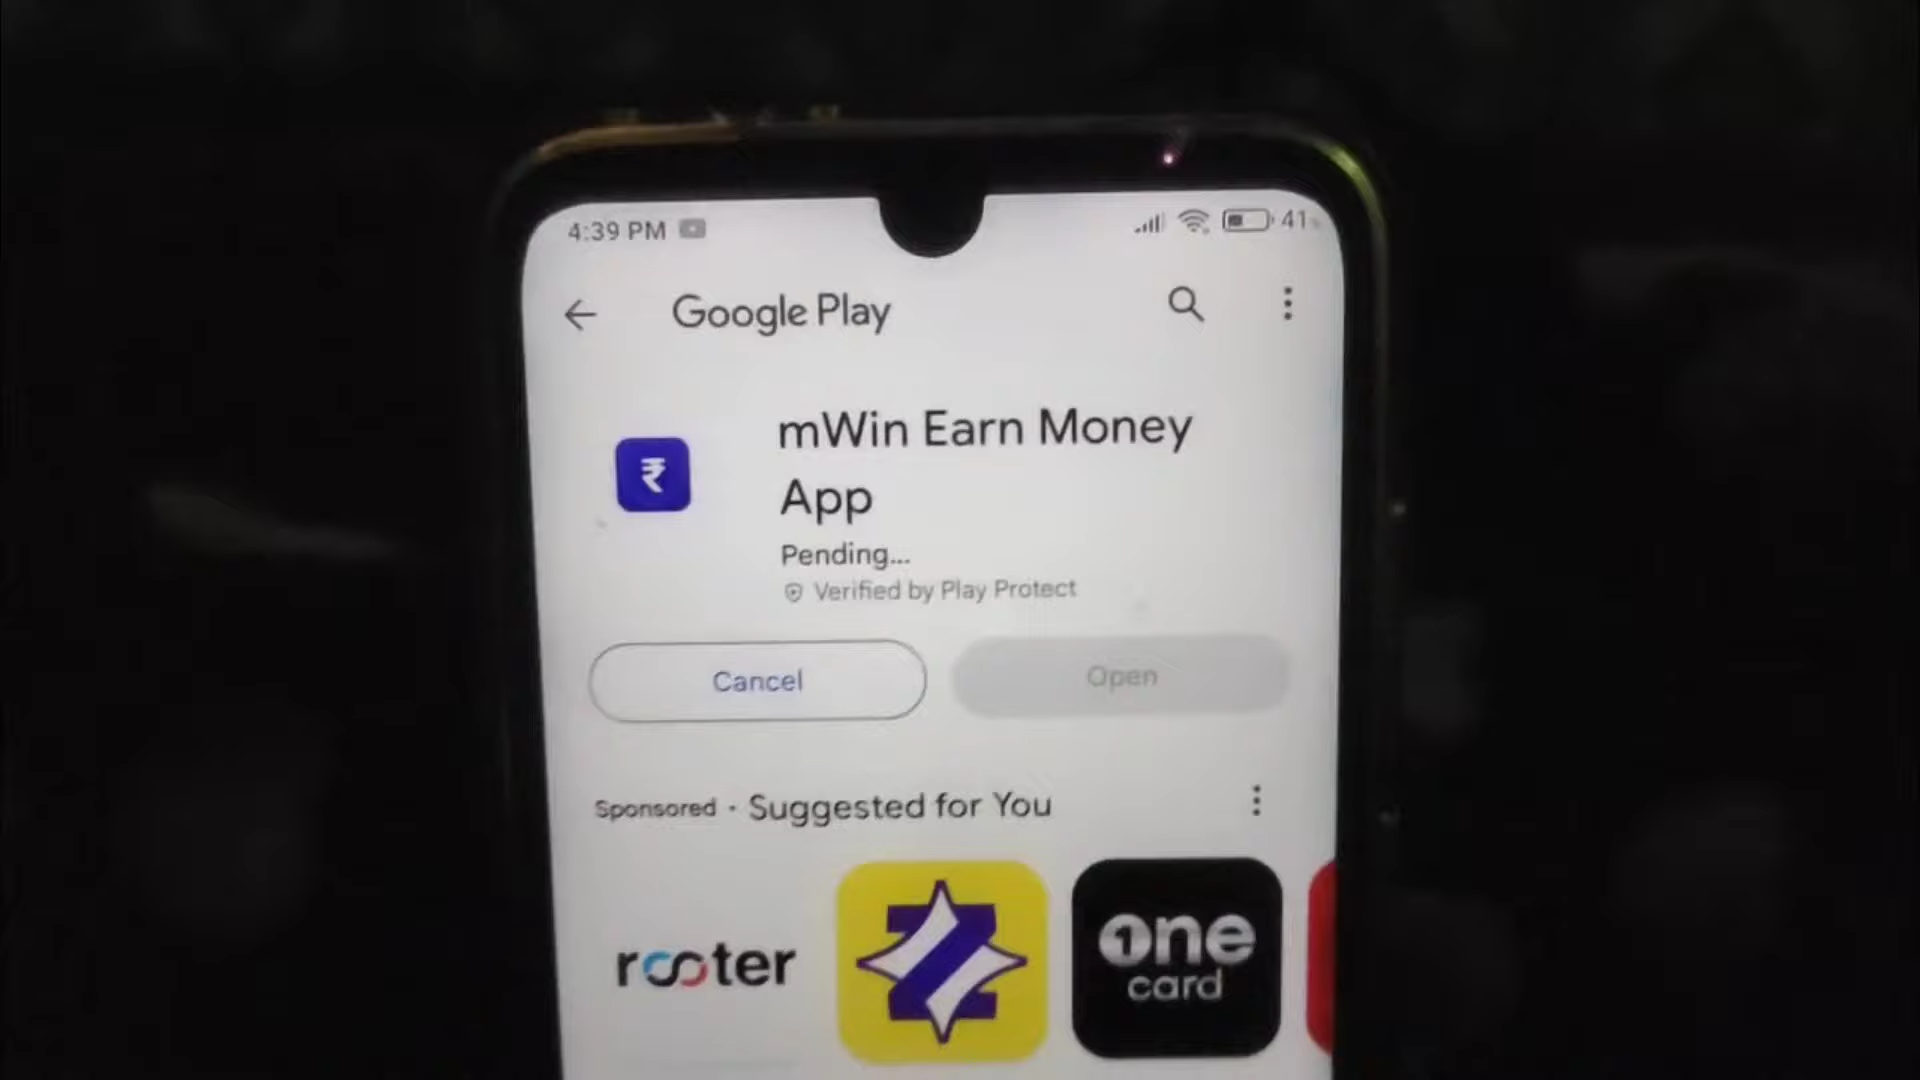 4:39 PM
41
Google Play
₹
mWin Earn Money
App
Pending...
Verified by Play Protect
Cancel
Open
Sponsored · Suggested for You
rooter
1ne
card